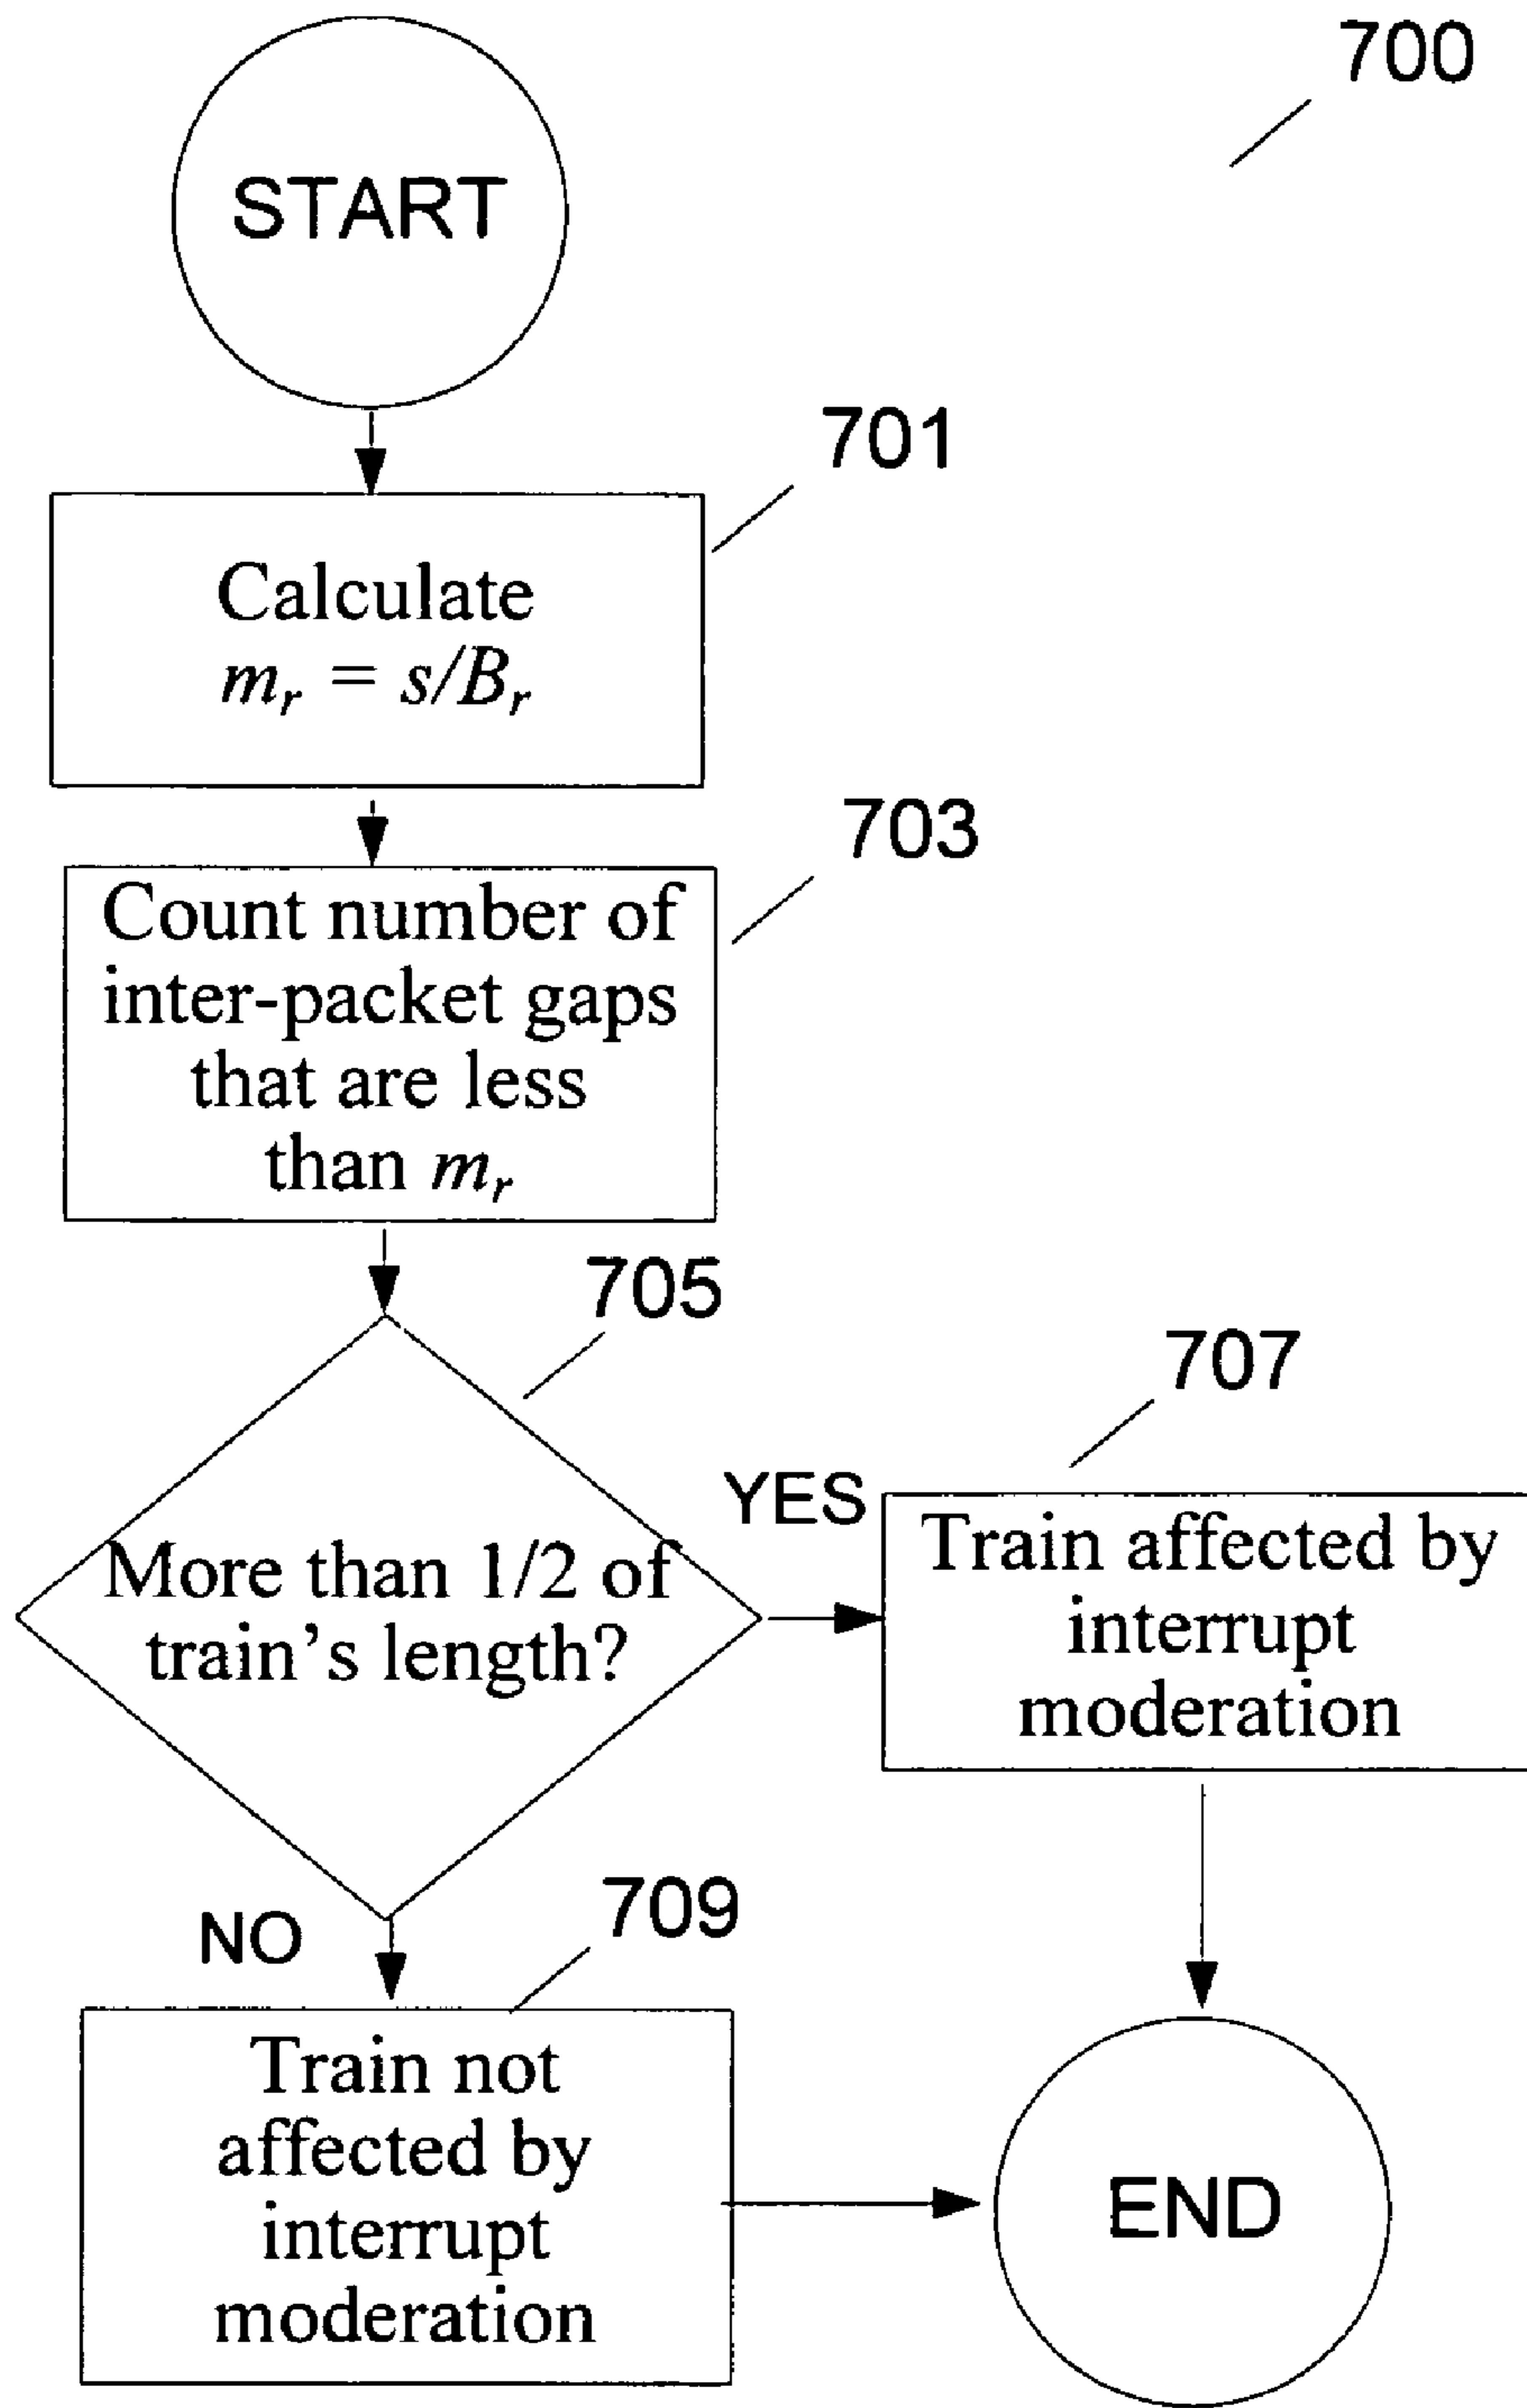 700
START
701
Calculate
m_r = s/B_r
703
Count number of
inter-packet gaps
that are less
than m_r
705
More than 1/2 of
train's length?
YES
707
Train affected by
interrupt
moderation
NO
709
Train not
affected by
interrupt
moderation
END